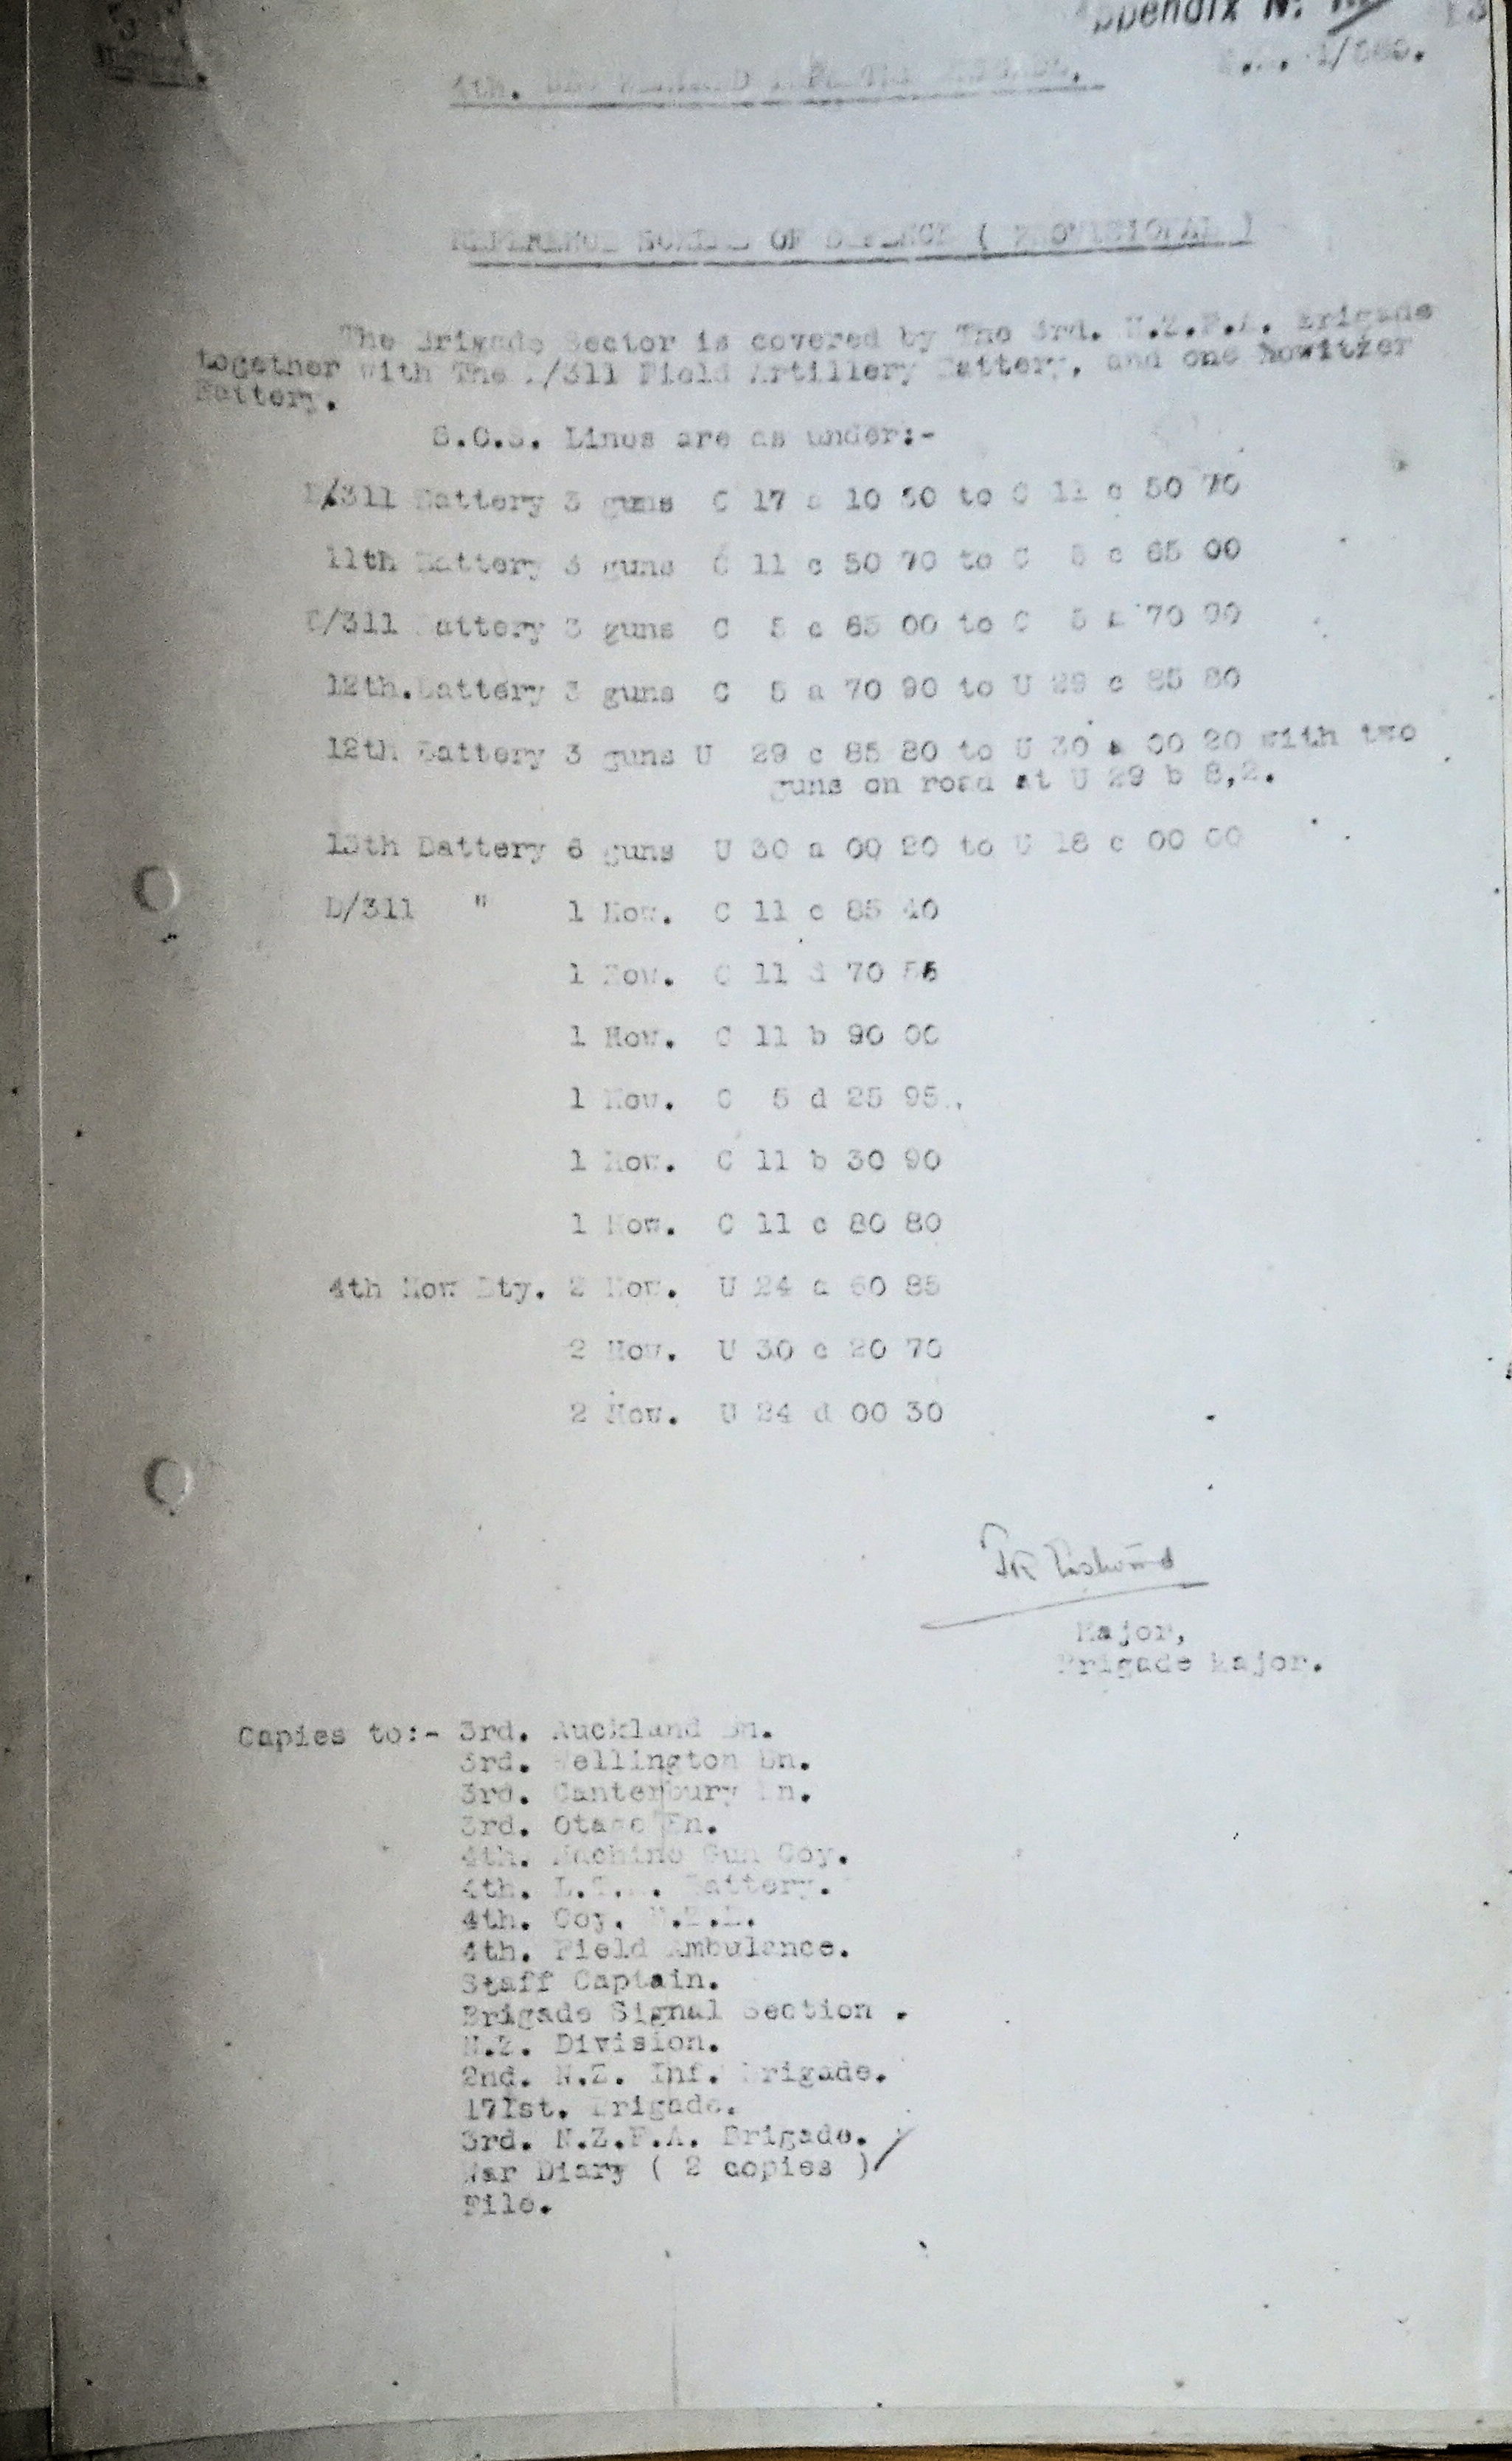 Appendix N.
4th.
REFERENCE SCHEME OF DEFENCE ( PROVISIONAL )
The Brigade Sector is covered by The 3rd. N.Z.F.A. Brigade
together with The /311 Field Artillery Battery, and one Howitzer
Battery.
S.O.S. Lines are as under:-
/311 Battery 3 guns C 17 a 10 50 to C 11 c 50 70
11th Battery 3 guns C 11 c 50 70 to C 5 c 65 00
/311 Battery 3 guns C 5 c 65 00 to C 5 a 70 90
12th. Battery 3 guns C 5 a 70 90 to U 29 c 85 80
12th Battery 3 guns U 29 c 85 80 to U 30 a 00 20 with two
guns on road at U 29 b 8,2.
13th Battery 6 guns U 30 a 00 20 to U 18 c 00 00
D/311 " 1 How. C 11 c 85 40
1 How. C 11 d 70
1 How. C 11 b 90 00
1 How. C 5 d 25 95.
1 How. C 11 b 30 90
1 How. C 11 c 80 80
4th How Bty. 2 How. U 24 a 60 85
2 How. U 30 c 20 70
2 How. U 24 d 00 30
Major,
Brigade Major.
Capies to:- 3rd. Auckland Bn.
3rd. Wellington Bn.
3rd. Canterbury Bn.
3rd. Otago Bn.
4th. Machine Gun Coy.
4th. L.T.M. Battery.
4th. Coy. N.Z.E.
4th. Field Ambulance.
Staff Captain.
Brigade Signal Section .
N.Z. Division.
2nd. N.Z. Inf. Brigade.
171st. Brigade.
3rd. N.Z.F.A. Brigade.
War Diary ( 2 copies )
File.